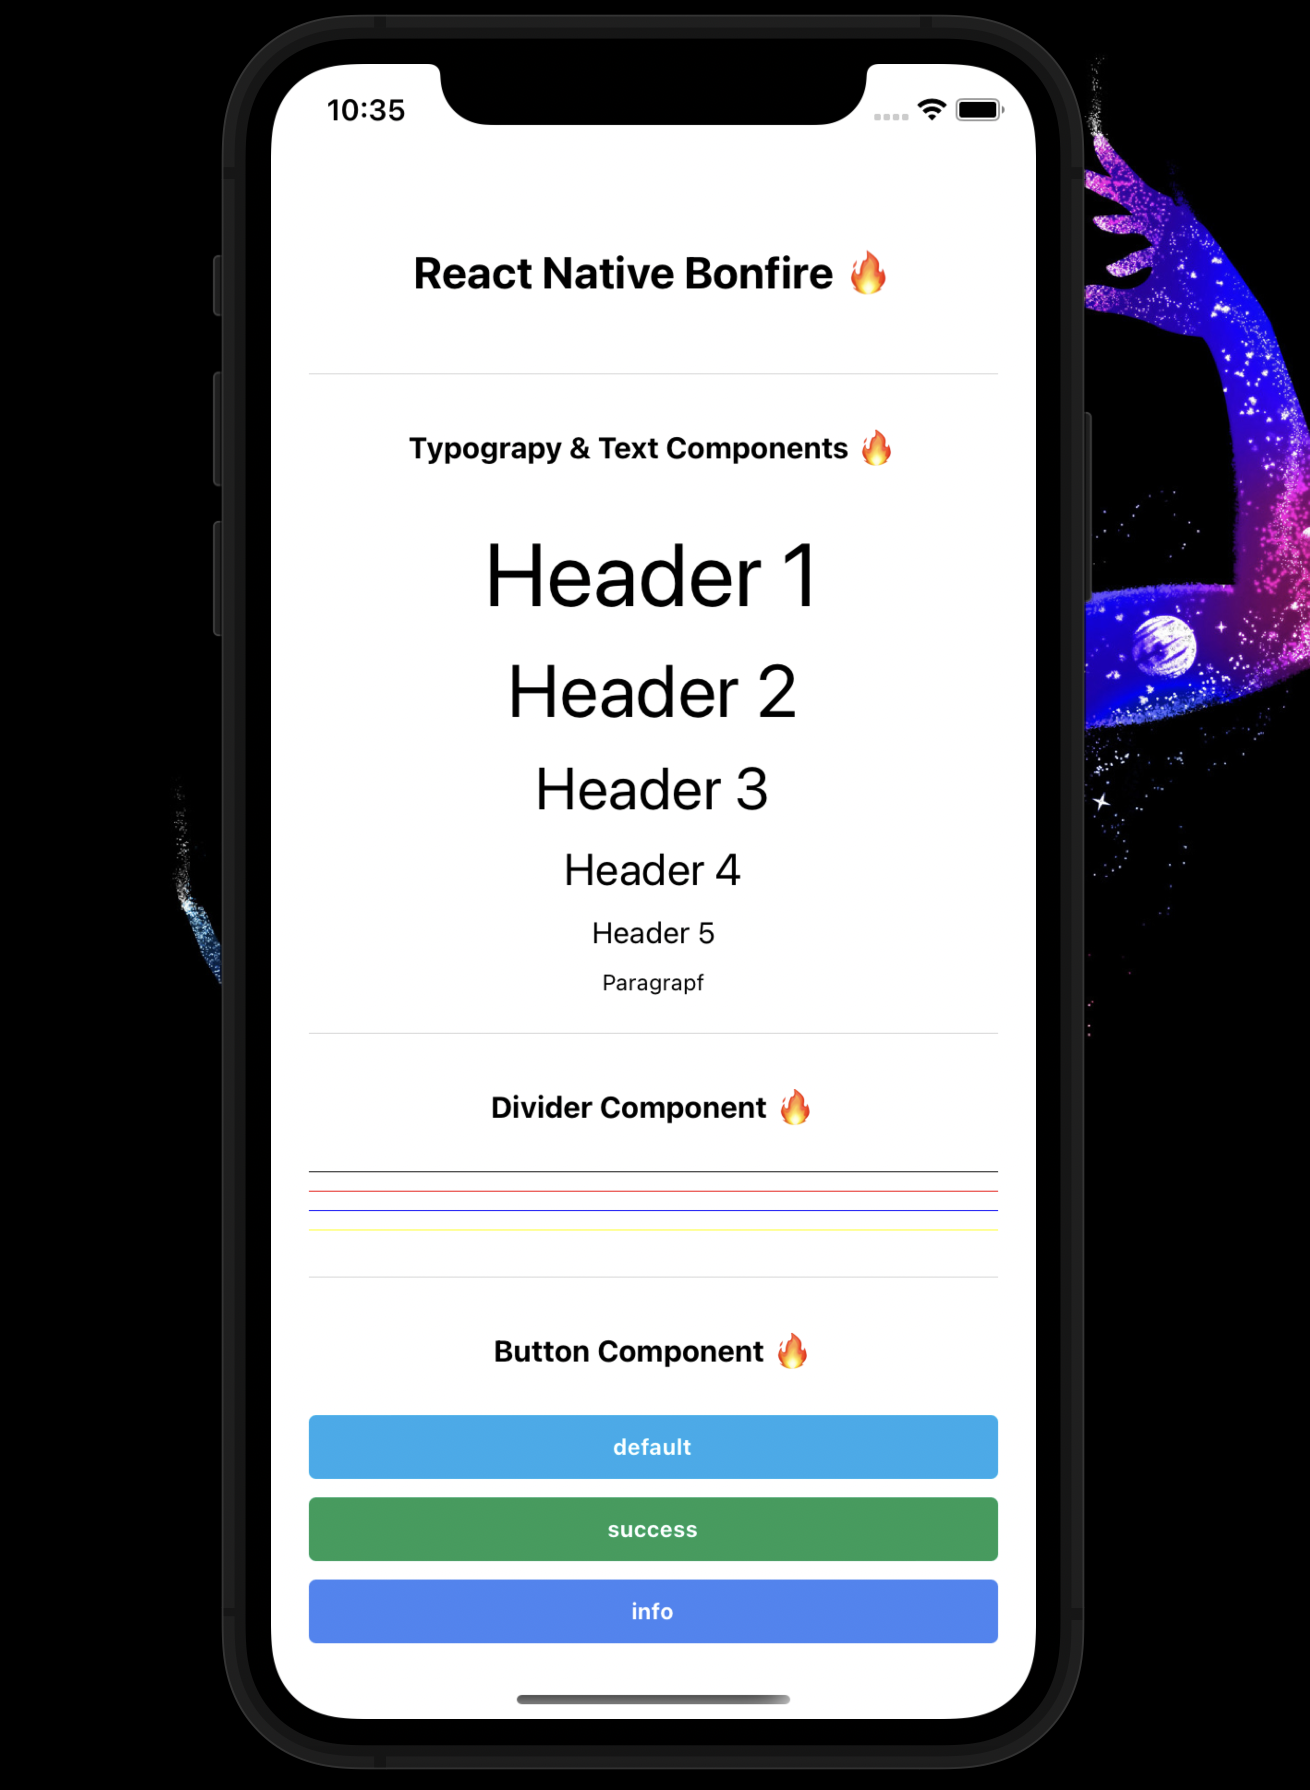 10:35
React Native Bonfire 🔥
Typograpy & Text Components 🔥
Header 1
Header 2
Header 3
Header 4
Header 5
Paragrapf
Divider Component 🔥
Button Component 🔥
default
success
info